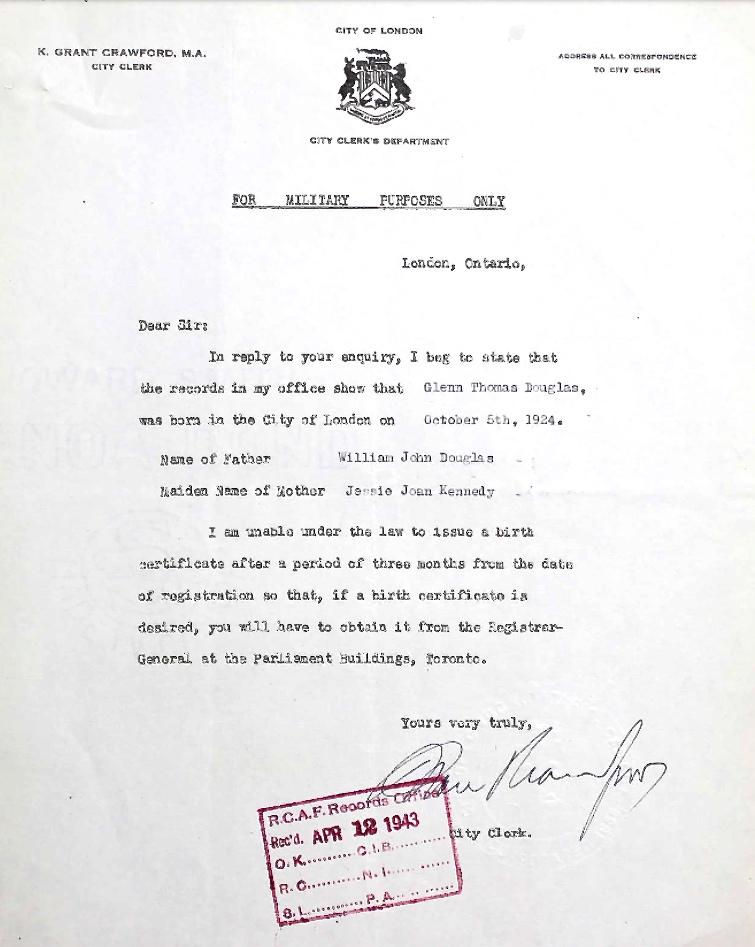 CITY OF LONDON
K. GRANT CRAWFORD, M.A.
CITY CLERK
ADDRESS ALL CORRESPONDENCE
TO CITY CLERK
CITY CLERK'S DEPARTMENT
FOR MILITARY PURPOSES ONLY
London, Ontario,
Dear Sir:
In reply to your enquiry, I beg to state that
the records in my office show that Glenn Thomas Douglas,
was born in the City of London on October 5th, 1924.
Name of Father William John Douglas
Maiden Name of Mother Jessie Joan Kennedy
I am unable under the law to issue a birth
certificate after a period of three months from the date
of registration so that, if a birth certificate is
desired, you will have to obtain it from the Registrar-
General at the Parliament Buildings, Toronto.
Yours very truly,
City Clerk.
R.C.A.F. Records Office
Rec'd. APR 12 1943
O.K.......... C.I.B..........
R.C.......... N.I..........
S.L.......... P.A..........